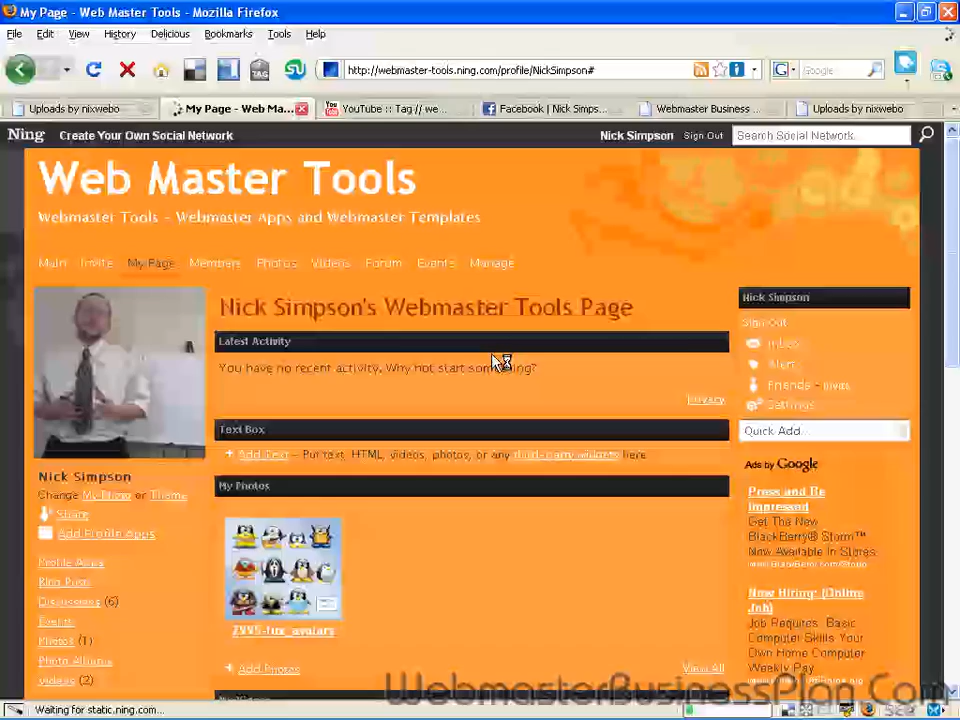 My Page - Web Master Tools - Mozilla Firefox
File Edit View History Delicious Bookmarks Tools Help
http://webmaster-tools.ning.com/profile/NickSimpson#
Google
Uploads by nixwebo
My Page - Web Ma...
YouTube :: Tag // we...
Facebook | Nick Simps...
Webmaster Business ...
Uploads by nixwebo
Ning Create Your Own Social Network
Nick Simpson Sign Out Search Social Network...
Web Master Tools
Webmaster Tools - Webmaster Apps and Webmaster Templates
Main Invite My Page Members Photos Videos Forum Events Manage
Nick Simpson's Webmaster Tools Page
Latest Activity
You have no recent activity. Why not start something?
Privacy
Text Box
+ Add Text - Put text, HTML, videos, photos, or any third-party widgets here
My Photos
7995-tux_avatars
+ Add Photos
View All
Nick Simpson
Change My Photo or Theme
Share
Add Profile Apps
Profile Apps
Blog Posts
Discussions (6)
Events
Photos (1)
Photo Albums
Videos (2)
Nick Simpson
Sign Out
Inbox
Alerts
Friends - Invite
Settings
Quick Add...
Ads by Google
Press and Be
Impressed
Get The New
BlackBerry® Storm™
Now Available In Stores
Now Hiring: (Online
Job)
Job Requires: Basic
Computer Skills Your
Own Home Computer
Weekly Pay
WebmasterBusinessPlan.Com
Waiting for static.ning.com...